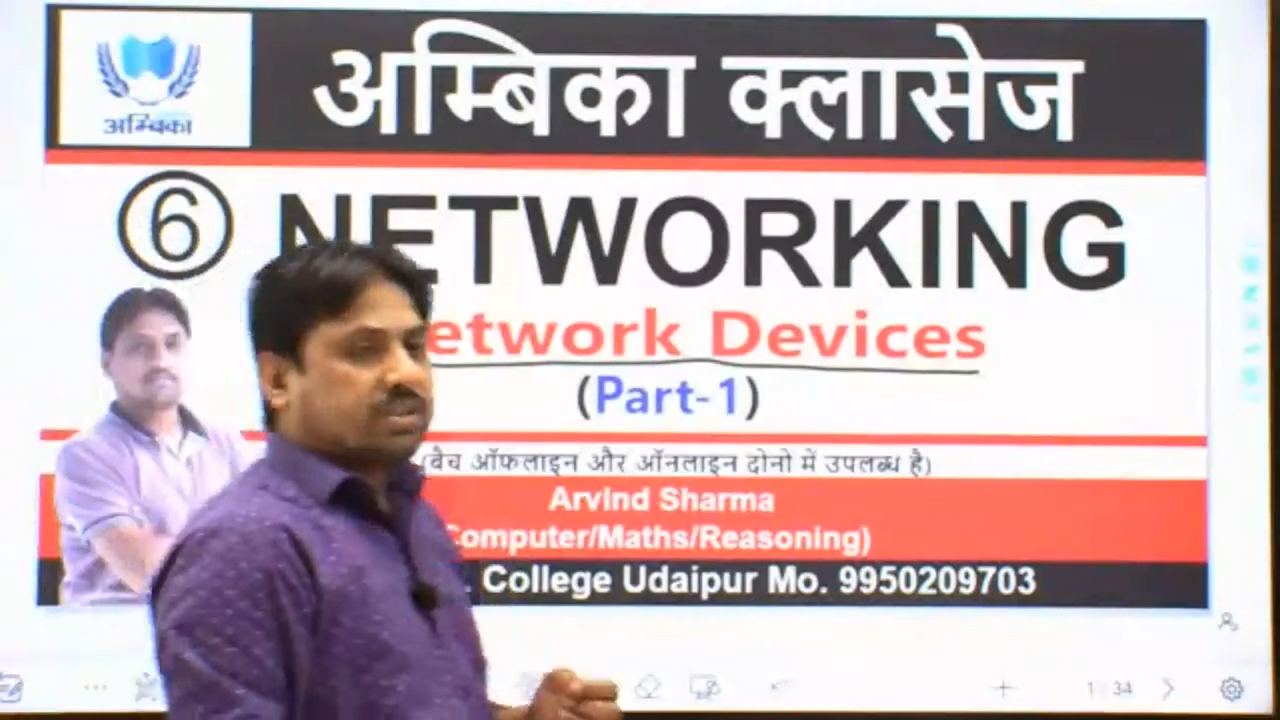 अम्बिका क्लासेज
अम्बिका
⑥ NETWORKING
etwork Devices
(Part-1)
(बैच ऑफलाइन और ऑनलाइन दोनो में उपलब्ध है)
Arvind Sharma
Computer/Maths/Reasoning)
. College Udaipur Mo. 9950209703
1 34